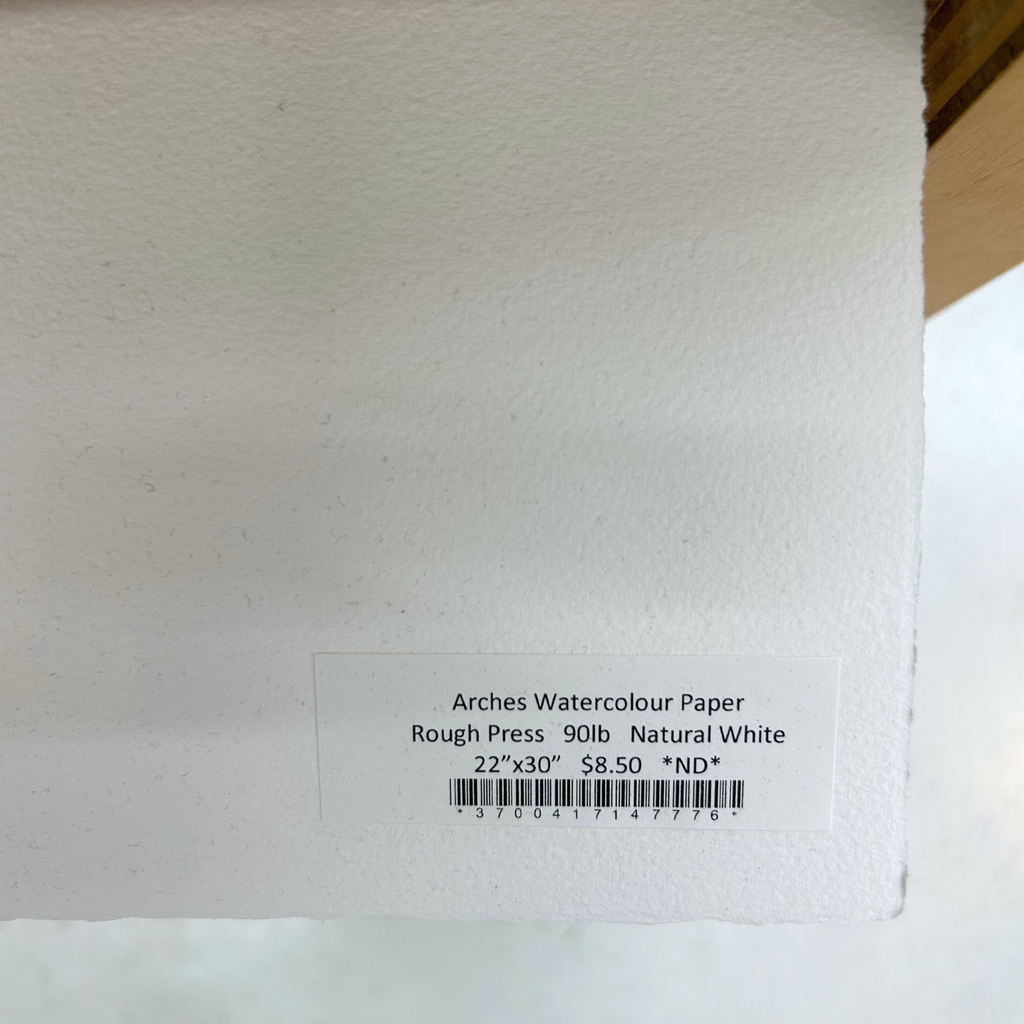 Arches Watercolour Paper
Rough Press 90lb Natural White
22”x30” $8.50 *ND*
*3700417147776*